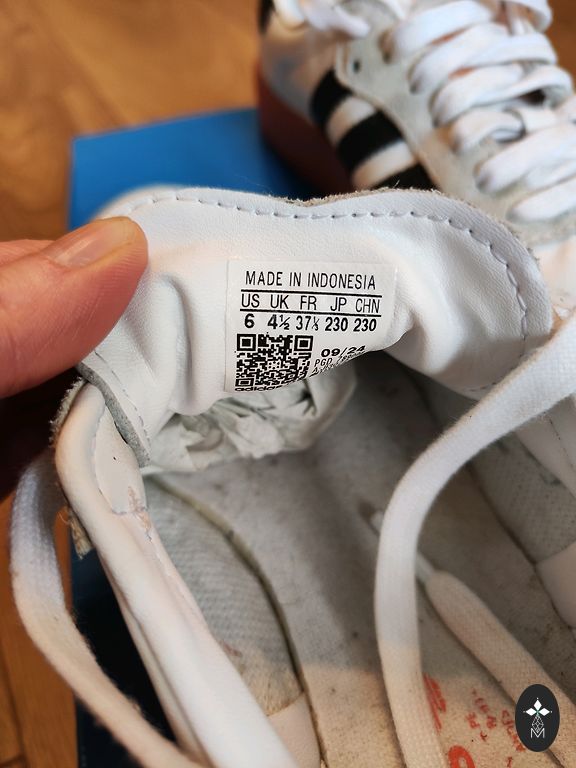 MADE IN INDONESIA
US UK FR JP CHN
6 4½ 37⅓ 230 230
09/24